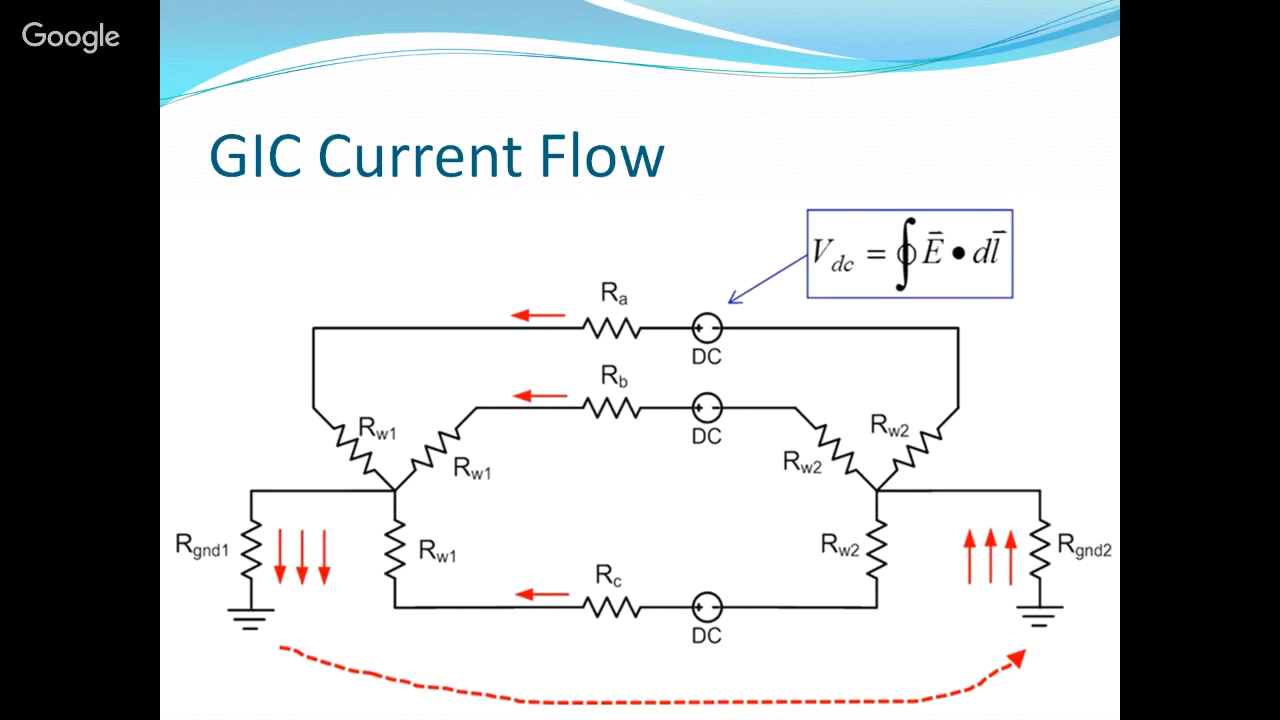 Google
GIC Current Flow
V_dc = ∮ E̅ • dl̅
R_a
DC
R_b
DC
R_w1
R_w1
R_w2
R_w2
R_gnd1
R_w1
R_w2
R_gnd2
R_c
DC